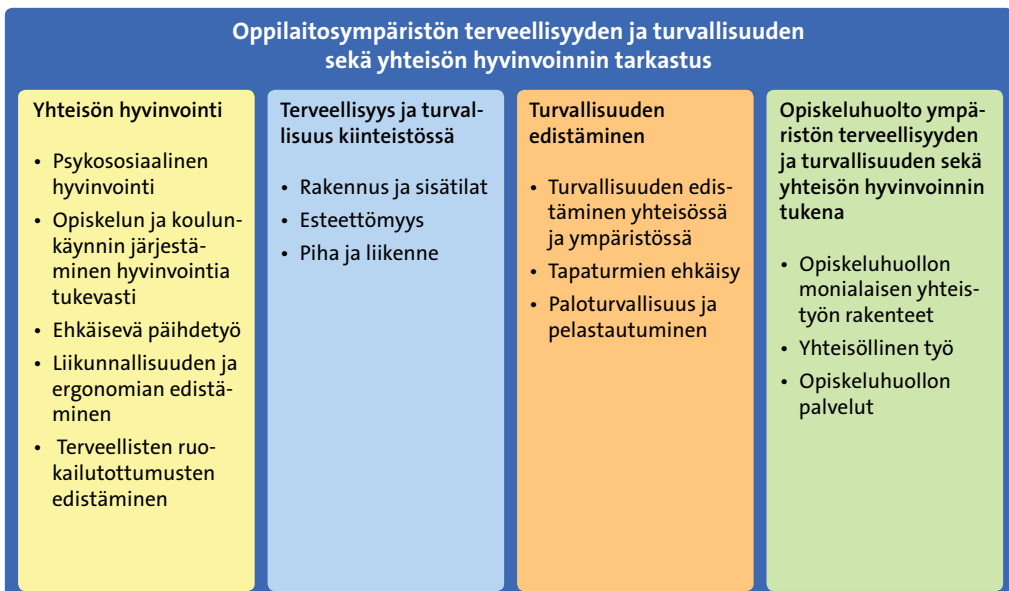 Oppilaitosympäristön terveellisyyden ja turvallisuuden
sekä yhteisön hyvinvoinnin tarkastus
Yhteisön hyvinvointi
• Psykososiaalinen
hyvinvointi
• Opiskelun ja koulun-
käynnin järjestä-
minen hyvinvointia
tukevasti
• Ehkäisevä päihdetyö
• Liikunnallisuuden ja
ergonomian edistä-
minen
• Terveellisten ruo-
kailutottumusten
edistäminen
Terveellisyys ja turval-
lisuus kiinteistössä
• Rakennus ja sisätilat
• Esteettömyys
• Piha ja liikenne
Turvallisuuden
edistäminen
• Turvallisuuden edis-
täminen yhteisössä
ja ympäristössä
• Tapaturmien ehkäisy
• Paloturvallisuus ja
pelastautuminen
Opiskeluhuolto ympä-
ristön terveellisyyden
ja turvallisuuden sekä
yhteisön hyvinvoinnin
tukena
• Opiskeluhuollon
monialaisen yhteis-
työn rakenteet
• Yhteisöllinen työ
• Opiskeluhuollon
palvelut